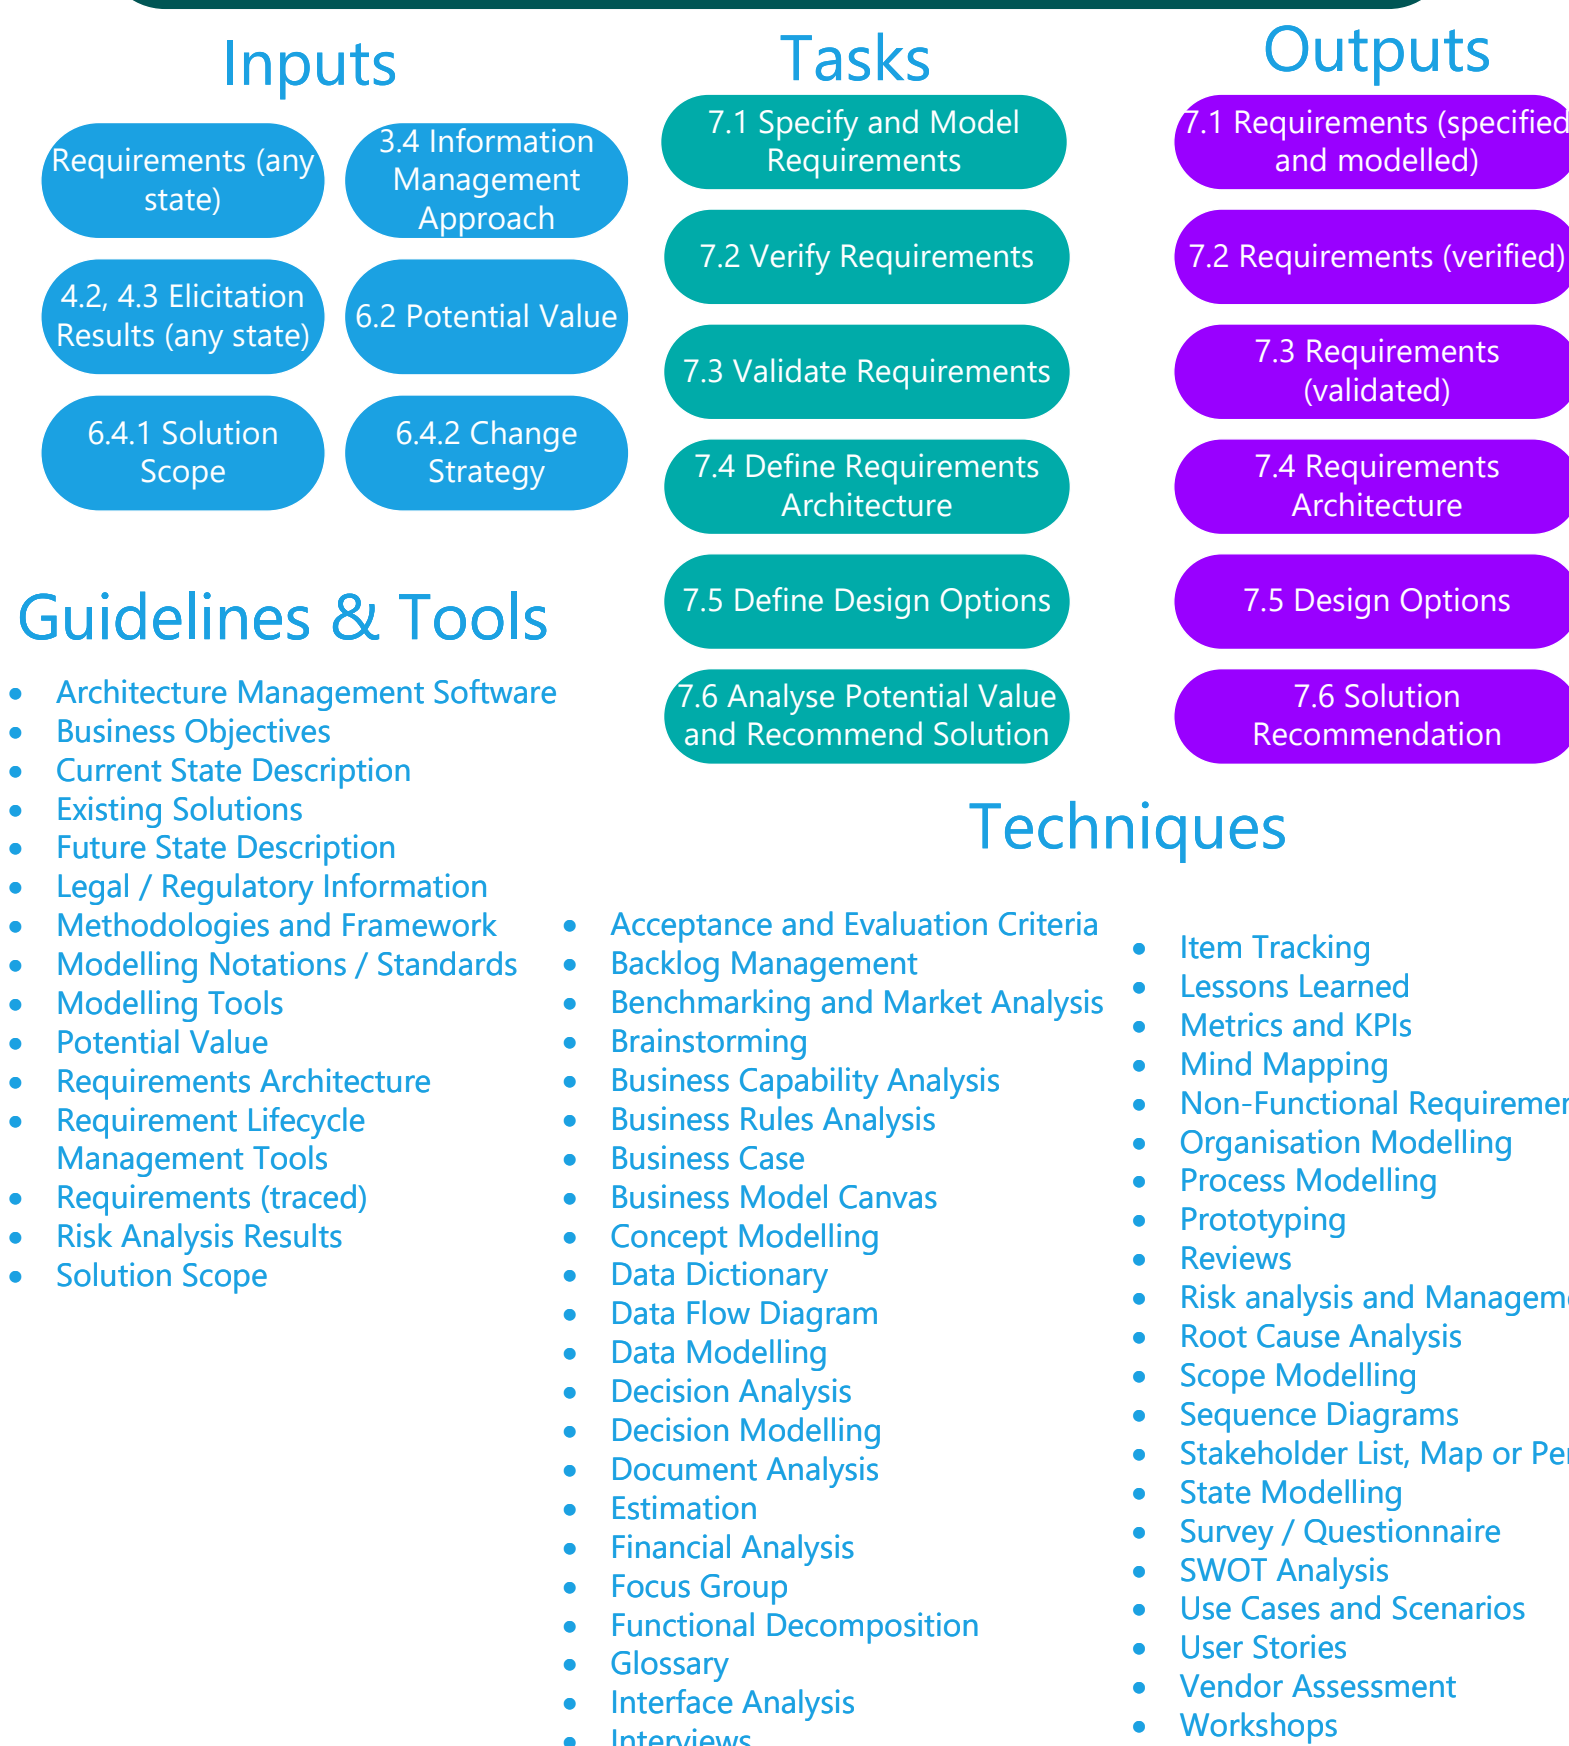 Inputs
Requirements (any
state)
3.4 Information
Management
Approach
4.2, 4.3 Elicitation
Results (any state)
6.2 Potential Value
6.4.1 Solution
Scope
6.4.2 Change
Strategy
Tasks
7.1 Specify and Model
Requirements
7.2 Verify Requirements
7.3 Validate Requirements
7.4 Define Requirements
Architecture
7.5 Define Design Options
7.6 Analyse Potential Value
and Recommend Solution
Outputs
7.1 Requirements (specified
and modelled)
7.2 Requirements (verified)
7.3 Requirements
(validated)
7.4 Requirements
Architecture
7.5 Design Options
7.6 Solution
Recommendation
Guidelines & Tools
• Architecture Management Software
• Business Objectives
• Current State Description
• Existing Solutions
• Future State Description
• Legal / Regulatory Information
• Methodologies and Framework
• Modelling Notations / Standards
• Modelling Tools
• Potential Value
• Requirements Architecture
• Requirement Lifecycle
Management Tools
• Requirements (traced)
• Risk Analysis Results
• Solution Scope
Techniques
• Acceptance and Evaluation Criteria
• Backlog Management
• Benchmarking and Market Analysis
• Brainstorming
• Business Capability Analysis
• Business Rules Analysis
• Business Case
• Business Model Canvas
• Concept Modelling
• Data Dictionary
• Data Flow Diagram
• Data Modelling
• Decision Analysis
• Decision Modelling
• Document Analysis
• Estimation
• Financial Analysis
• Focus Group
• Functional Decomposition
• Glossary
• Interface Analysis
• Interviews
• Item Tracking
• Lessons Learned
• Metrics and KPIs
• Mind Mapping
• Non-Functional
• Organisation Modelling
• Process Modelling
• Prototyping
• Reviews
• Risk analysis and
• Root Cause Analysis
• Scope Modelling
• Sequence Diagrams
• Stakeholder List, Map or
• State Modelling
• Survey / Questionnaire
• SWOT Analysis
• Use Cases and Scenarios
• User Stories
• Vendor Assessment
• Workshops